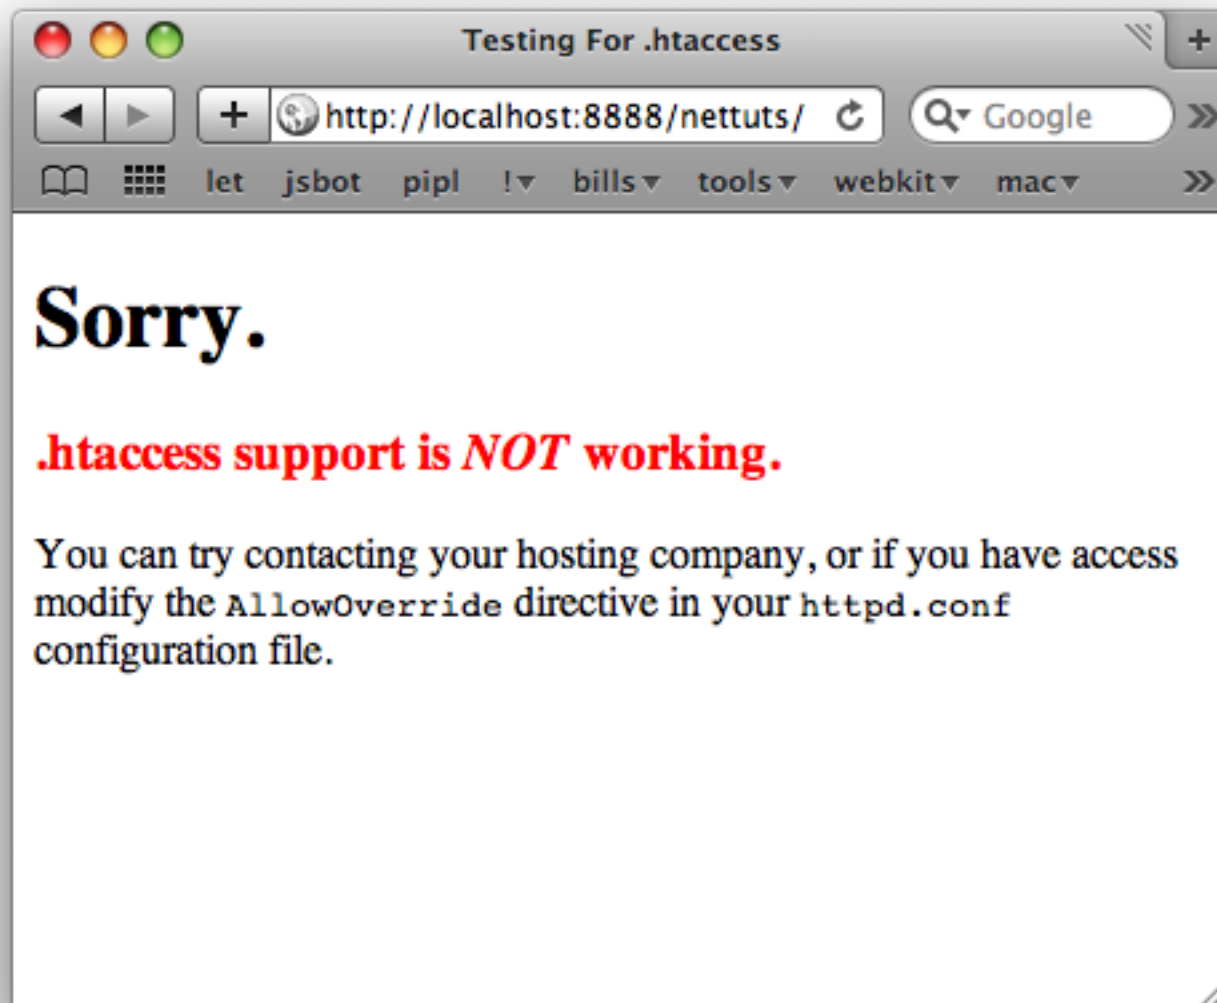 Testing For .htaccess
http://localhost:8888/nettuts/ Google
let jsbot pipl ! bills tools webkit mac
Sorry.
.htaccess support is NOT working.
You can try contacting your hosting company, or if you have access
modify the AllowOverride directive in your httpd.conf
configuration file.